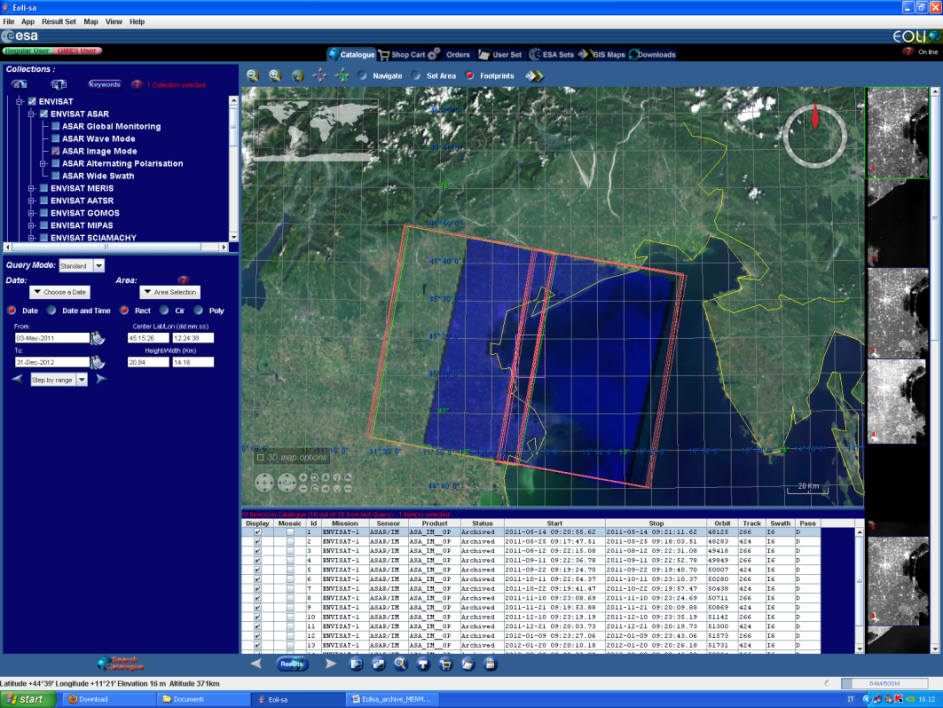 Eoli-sa
File App Result Set Map View Help
esa
EOLI
Regular User GMES User
Catalogue Shop Cart Orders User Set ESA Sets GIS Maps Downloads
On line
Collections:
Keywords 1 Collection selected
Navigate Set Area Footprints
ENVISAT
ENVISAT ASAR
ASAR Global Monitoring
ASAR Wave Mode
ASAR Image Mode
ASAR Alternating Polarisation
ASAR Wide Swath
ENVISAT MERIS
ENVISAT AATSR
ENVISAT GOMOS
ENVISAT MIPAS
ENVISAT SCIAMACHY
Query Mode: Standard
Date: Area:
Choose a Date Area Selection
Date Date and Time Rect Cir Poly
From: Center Lat/Lon (dd:mm:ss)
03-May-2011 45:15:26 12:24:38
To: Height/Width (Km)
31-Dec-2012 20.84 14.16
Step by range
3D map options
20 Km
Display Mosaic Id Mission Sensor Product Status Start Stop Orbit Track Swath Pass
1 ENVISAT-1 ASAR/IM ASA_IM__0P Archived 2011-05-14 09:20:55.62 2011-05-14 09:21:11.62 48125 266 I6 D
2 ENVISAT-1 ASAR/IM ASA_IM__0P Archived 2011-05-25 09:17:47.51 2011-05-25 09:18:03.51 48283 424 I6 D
3 ENVISAT-1 ASAR/IM ASA_IM__0P Archived 2011-08-12 09:22:15.08 2011-08-12 09:22:31.08 49418 266 I6 D
4 ENVISAT-1 ASAR/IM ASA_IM__0P Archived 2011-09-11 09:22:36.78 2011-09-11 09:22:52.78 49849 266 I6 D
5 ENVISAT-1 ASAR/IM ASA_IM__0P Archived 2011-09-22 09:19:24.70 2011-09-22 09:19:40.70 50007 424 I6 D
6 ENVISAT-1 ASAR/IM ASA_IM__0P Archived 2011-10-11 09:22:54.37 2011-10-11 09:23:10.37 50280 266 I6 D
7 ENVISAT-1 ASAR/IM ASA_IM__0P Archived 2011-10-22 09:19:41.47 2011-10-22 09:19:57.47 50438 424 I6 D
8 ENVISAT-1 ASAR/IM ASA_IM__0P Archived 2011-11-10 09:23:08.69 2011-11-10 09:23:24.69 50711 266 I6 D
9 ENVISAT-1 ASAR/IM ASA_IM__0P Archived 2011-11-21 09:19:53.88 2011-11-21 09:20:09.88 50869 424 I6 D
10 ENVISAT-1 ASAR/IM ASA_IM__0P Archived 2011-12-10 09:23:19.19 2011-12-10 09:23:35.19 51142 266 I6 D
11 ENVISAT-1 ASAR/IM ASA_IM__0P Archived 2011-12-21 09:20:03.73 2011-12-21 09:20:19.73 51300 424 I6 D
12 ENVISAT-1 ASAR/IM ASA_IM__0P Archived 2012-01-09 09:23:27.06 2012-01-09 09:23:43.06 51573 266 I6 D
13 ENVISAT-1 ASAR/IM ASA_IM__0P Archived 2012-01-20 09:20:10.18 2012-01-20 09:20:26.18 51731 424 I6 D
Search Catalogue
Results
Latitude +44°39' Longitude +11°21' Elevation 16 m Altitude 371km
start Download Documenti Eoli-sa Eolisa_archive_MERM... IT 16.12